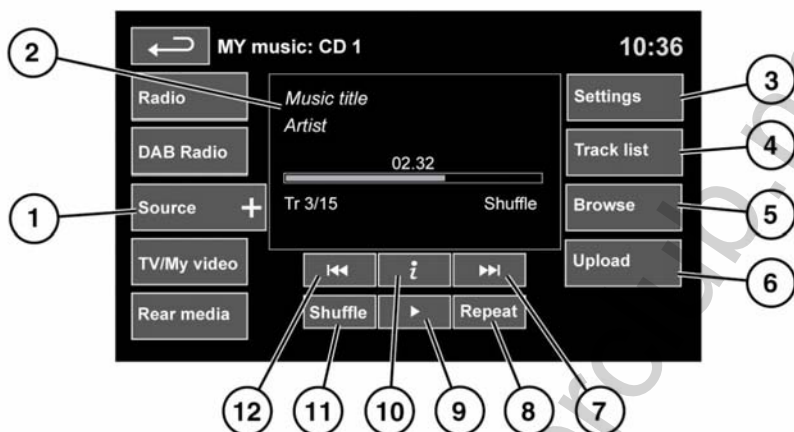 MY music: CD 1
10:36
2
Radio
Music title
Settings
3
Artist
DAB Radio
02.32
Track list
4
1
Source +
Tr 3/15
Shuffle
Browse
5
TV/My video
i
Upload
6
Rear media
Shuffle
Repeat
12
11
10
9
8
7